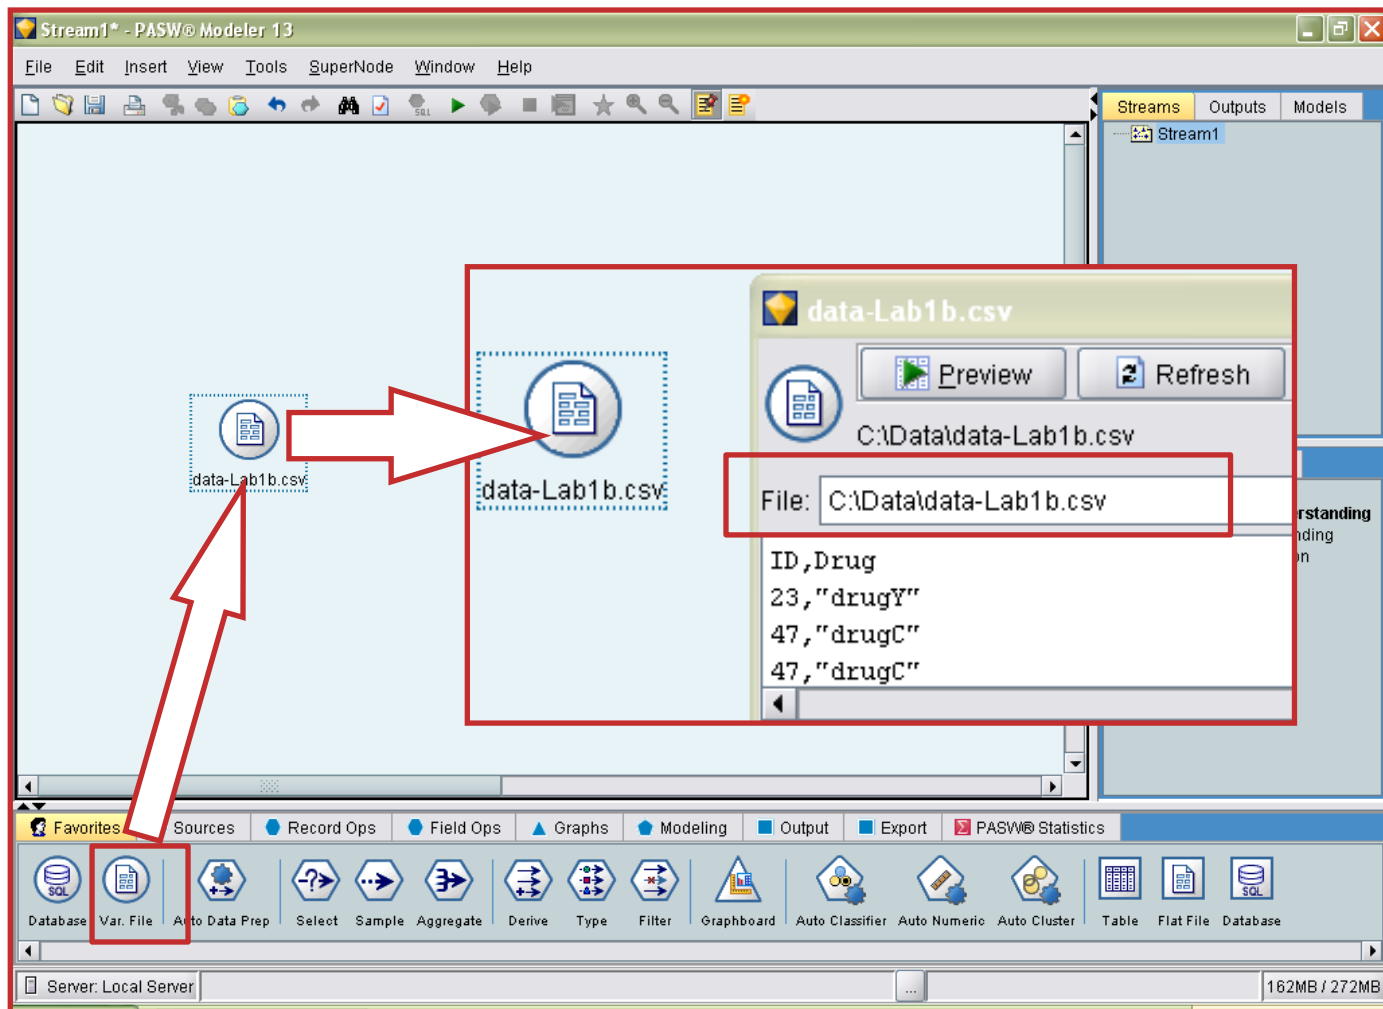 Stream1* - PASW® Modeler 13
File Edit Insert View Tools SuperNode Window Help
SQL
Streams Outputs Models
Stream1
data-Lab1b.csv
data-Lab1b.csv
data-Lab1b.csv
Preview Refresh
C:\Data\data-Lab1b.csv
File: C:\Data\data-Lab1b.csv
ID,Drug
23,"drugY"
47,"drugC"
47,"drugC"
rstanding
nding
on
Favorites Sources Record Ops Field Ops Graphs Modeling Output Export PASW® Statistics
SQL SQL
Database Var. File Auto Data Prep Select Sample Aggregate Derive Type Filter Graphboard Auto Classifier Auto Numeric Auto Cluster Table Flat File Database
Server: Local Server ... 162MB / 272MB